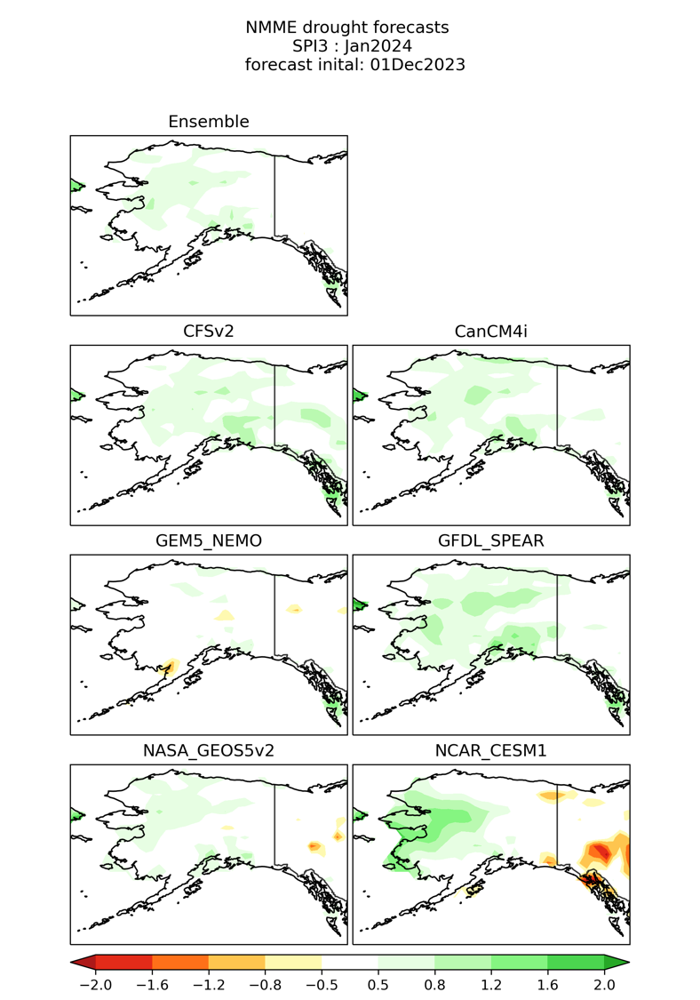 NMME drought forecasts
SPI3 : Jan2024
forecast inital: 01Dec2023
Ensemble
CFSv2
CanCM4i
GEM5_NEMO
GFDL_SPEAR
NASA_GEOS5v2
NCAR_CESM1
−2.0 −1.6 −1.2 −0.8 −0.5 0.5 0.8 1.2 1.6 2.0